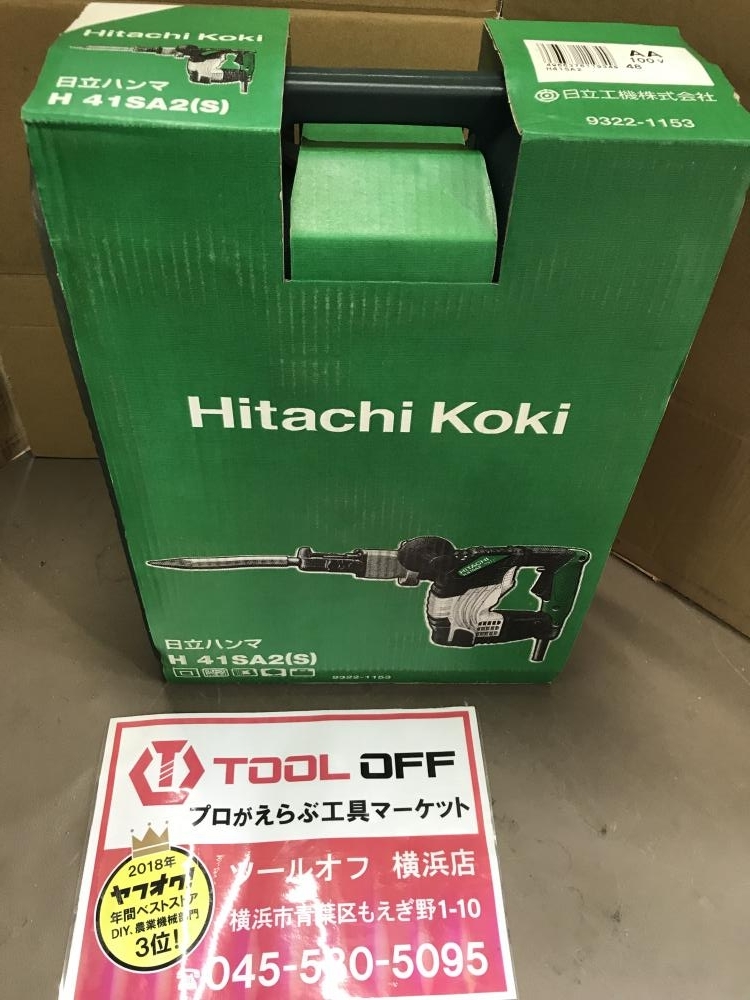 Hitachi Koki
日立ハンマ
H 41SA2(S)
AA
100V
48
H41SA2
日立工機株式会社
9322-1153
Hitachi Koki
HITACHI
日立ハンマ
H 41SA2(S)
9322-1153
TOOL OFF
プロがえらぶ工具マーケット
2018年
ヤフオク!
年間ベストストア
DIY、農業機械部門
3位!
ツールオフ 横浜店
横浜市青葉区もえぎ野1-10
045-530-5095